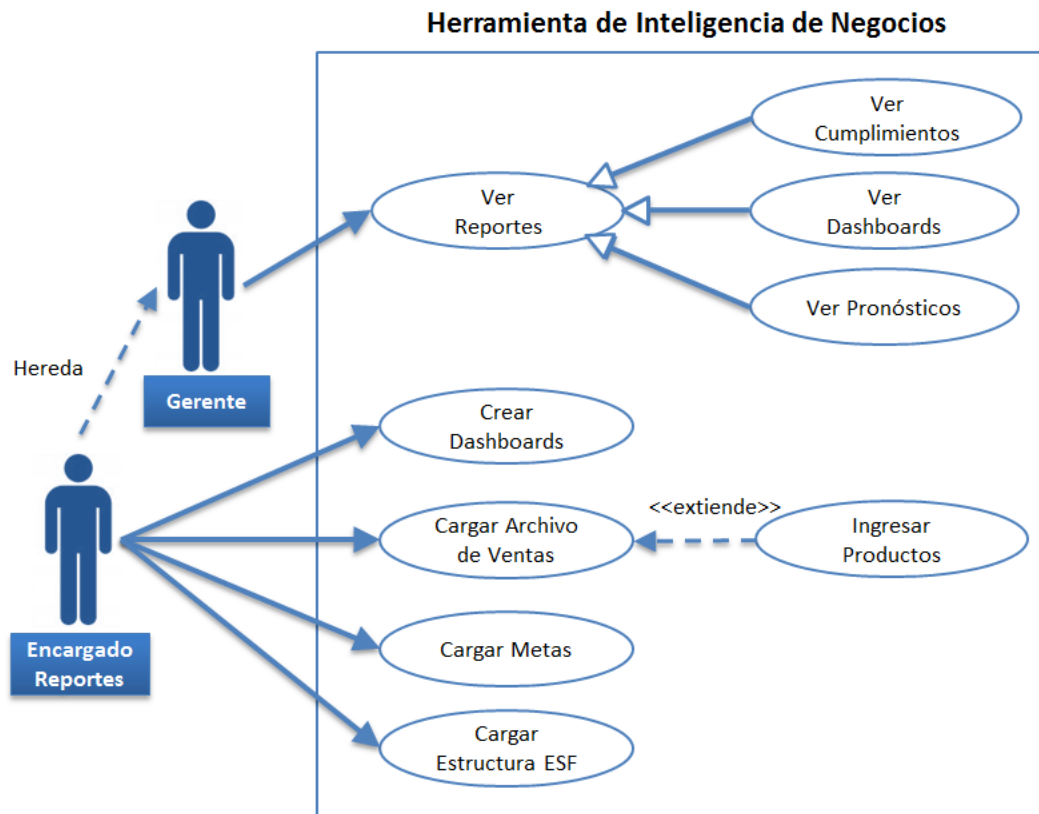 Herramienta de Inteligencia de Negocios
Ver
Cumplimientos
Ver
Reportes
Ver
Dashboards
Ver Pronósticos
Hereda
Gerente
Crear
Dashboards
<<extiende>>
Cargar Archivo
de Ventas
Ingresar
Productos
Encargado
Reportes
Cargar Metas
Cargar
Estructura ESF